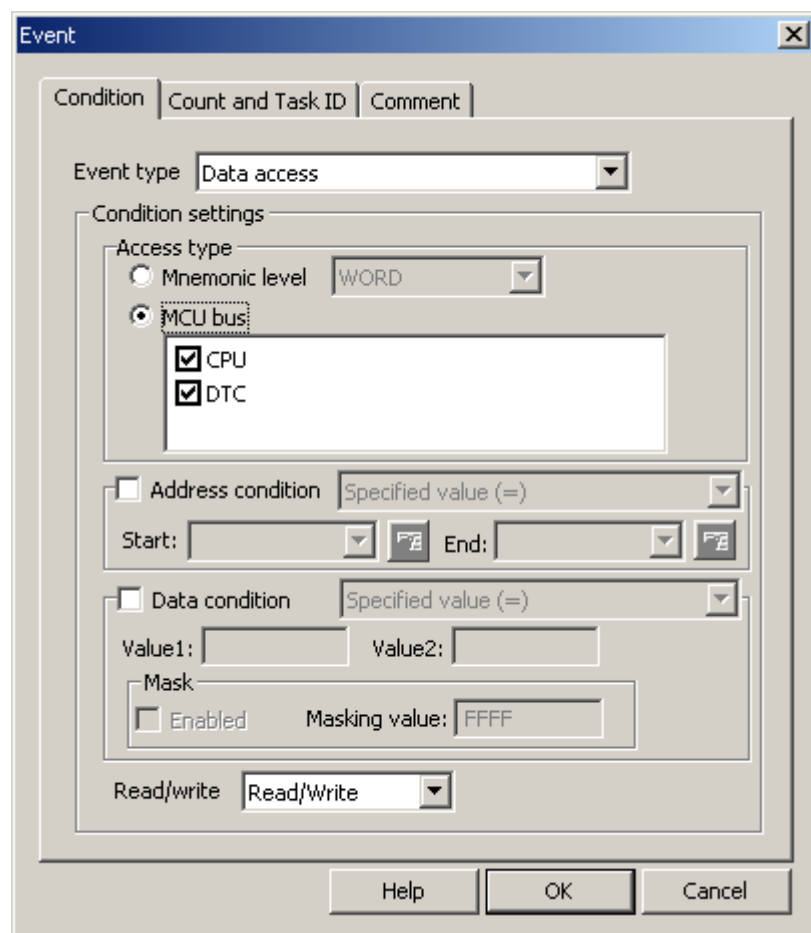 Event
Condition Count and Task ID Comment
Event type Data access
Condition settings
Access type
Mnemonic level WORD
MCU bus
CPU
DTC
Address condition Specified value (=)
Start: End:
Data condition Specified value (=)
Value1: Value2:
Mask
Enabled Masking value: FFFF
Read/write Read/Write
Help OK Cancel